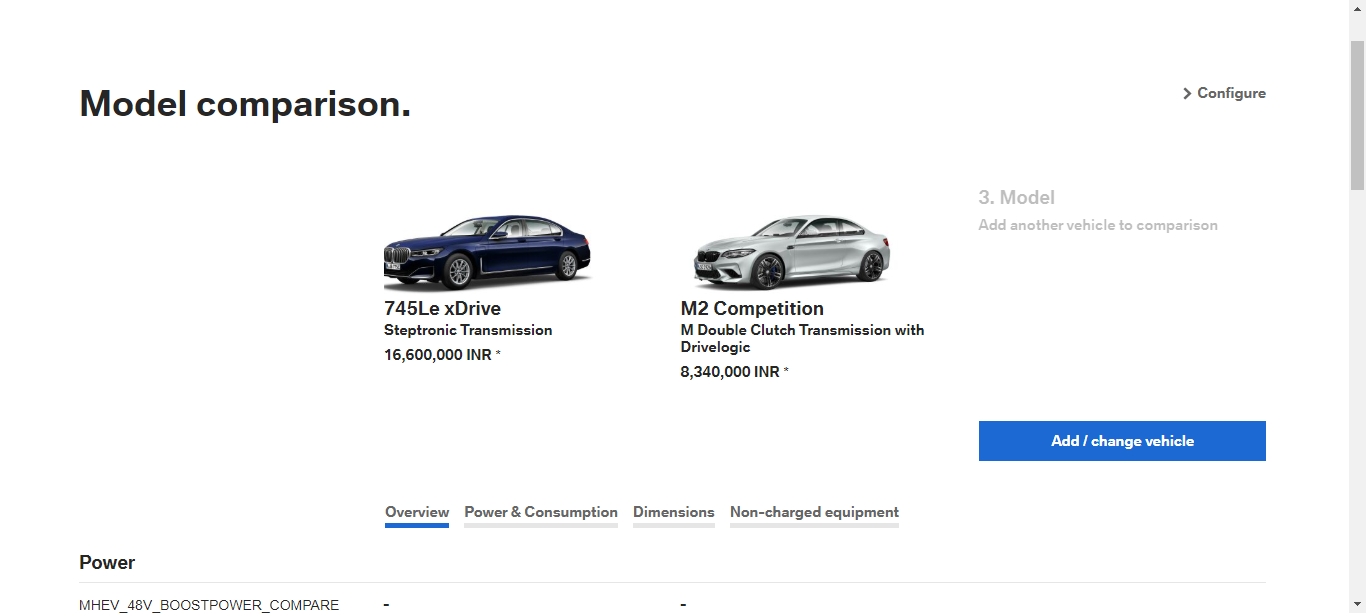 Model comparison.
Configure
3. Model
Add another vehicle to comparison
745Le xDrive
Steptronic Transmission
16,600,000 INR *
M2 Competition
M Double Clutch Transmission with
Drivelogic
8,340,000 INR *
Add / change vehicle
Overview Power & Consumption Dimensions Non-charged equipment
Power
MHEV_48V_BOOSTPOWER_COMPARE - -